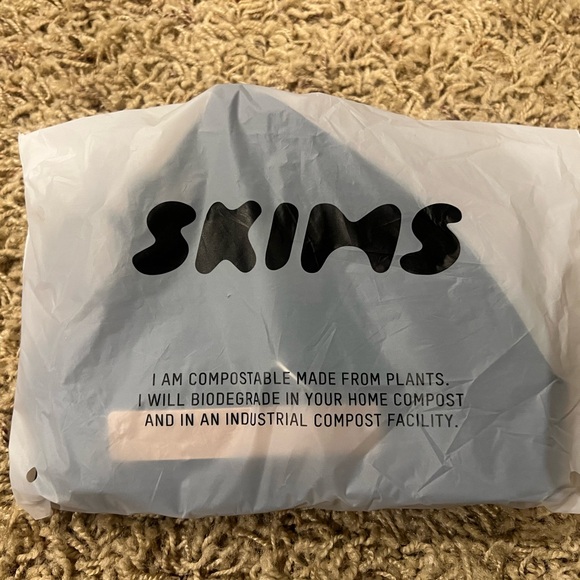 SKIMS
I AM COMPOSTABLE MADE FROM PLANTS.
I WILL BIODEGRADE IN YOUR HOME COMPOST
AND IN AN INDUSTRIAL COMPOST FACILITY.